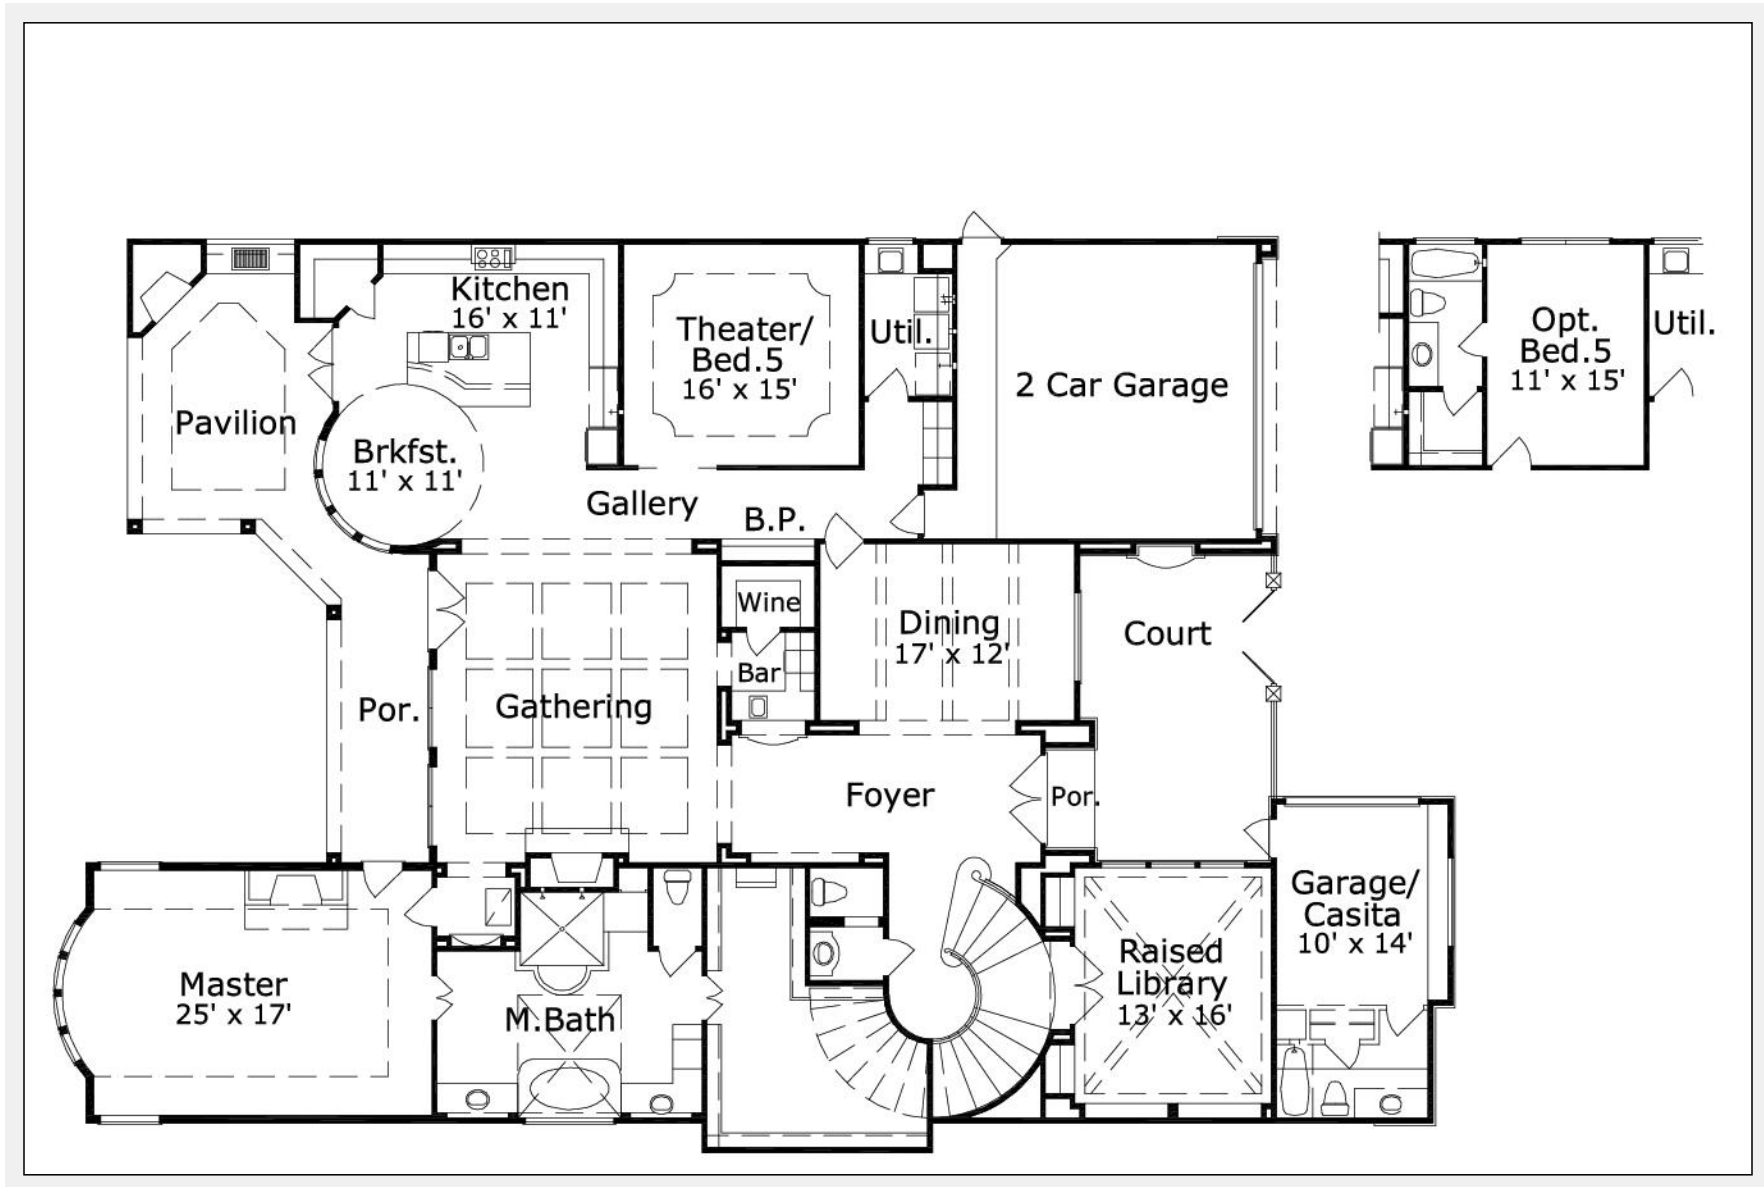 Kitchen
16' x 11'
Theater/
Bed.5
16' x 15'
Util.
2 Car Garage
Opt.
Bed.5
11' x 15'
Util.
Pavilion
Brkfst.
11' x 11'
Gallery
B.P.
Wine
Bar
Dining
17' x 12'
Court
Por.
Gathering
Foyer
Por.
Garage/
Casita
10' x 14'
Master
25' x 17'
M.Bath
Raised
Library
13' x 16'